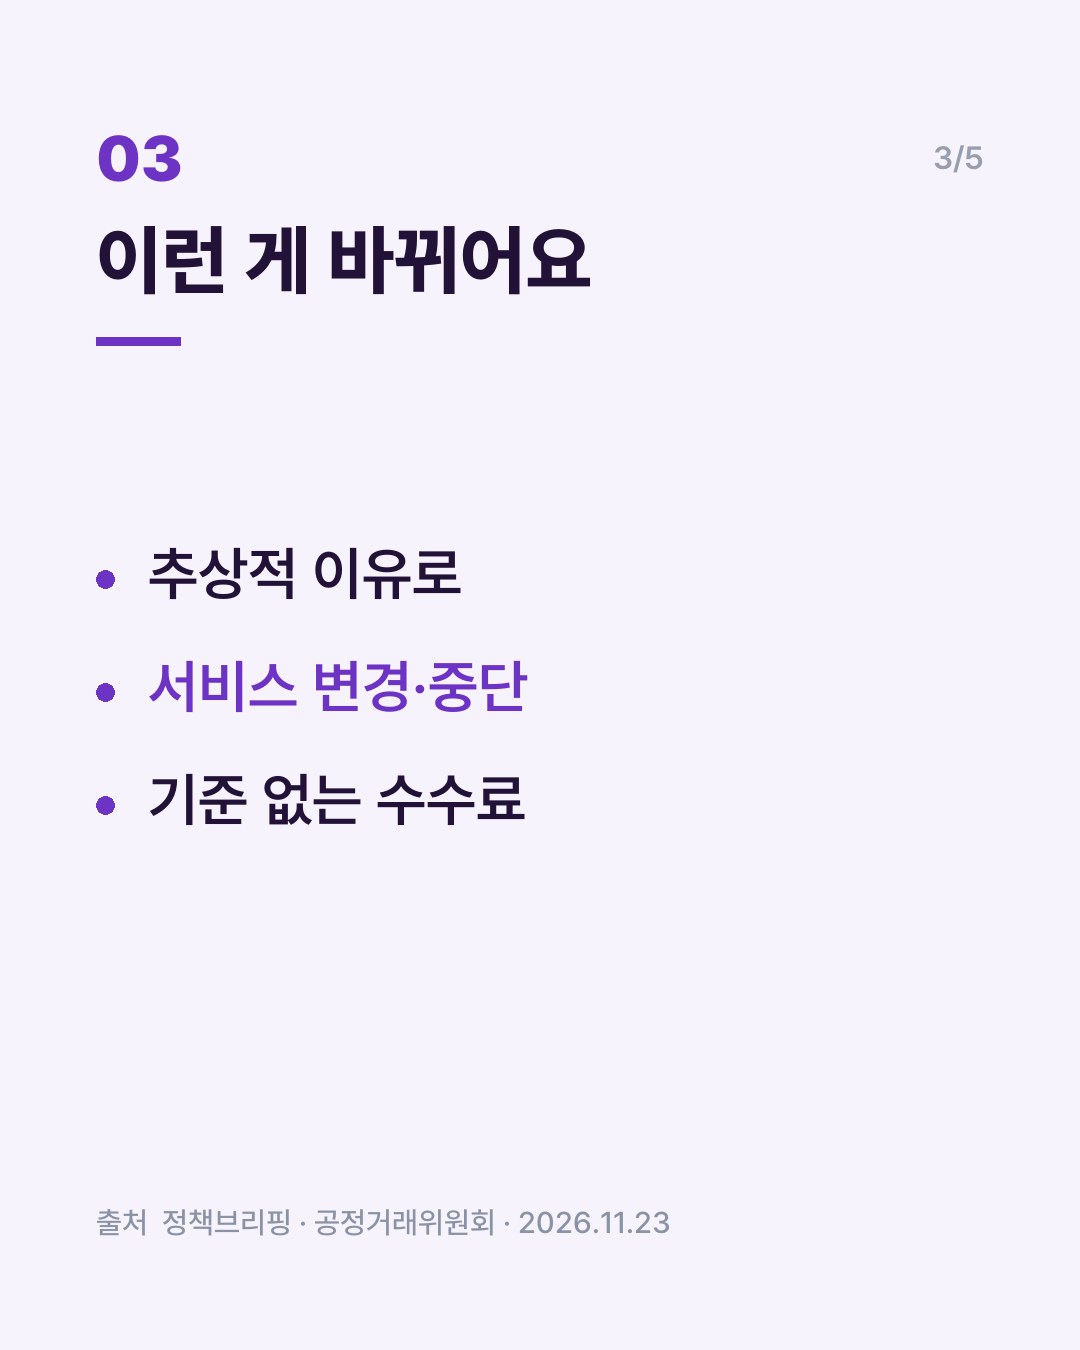 03
3/5
이런 게 바뀌어요
• 추상적 이유로
• 서비스 변경·중단
• 기준 없는 수수료
출처 정책브리핑 · 공정거래위원회 · 2026.11.23